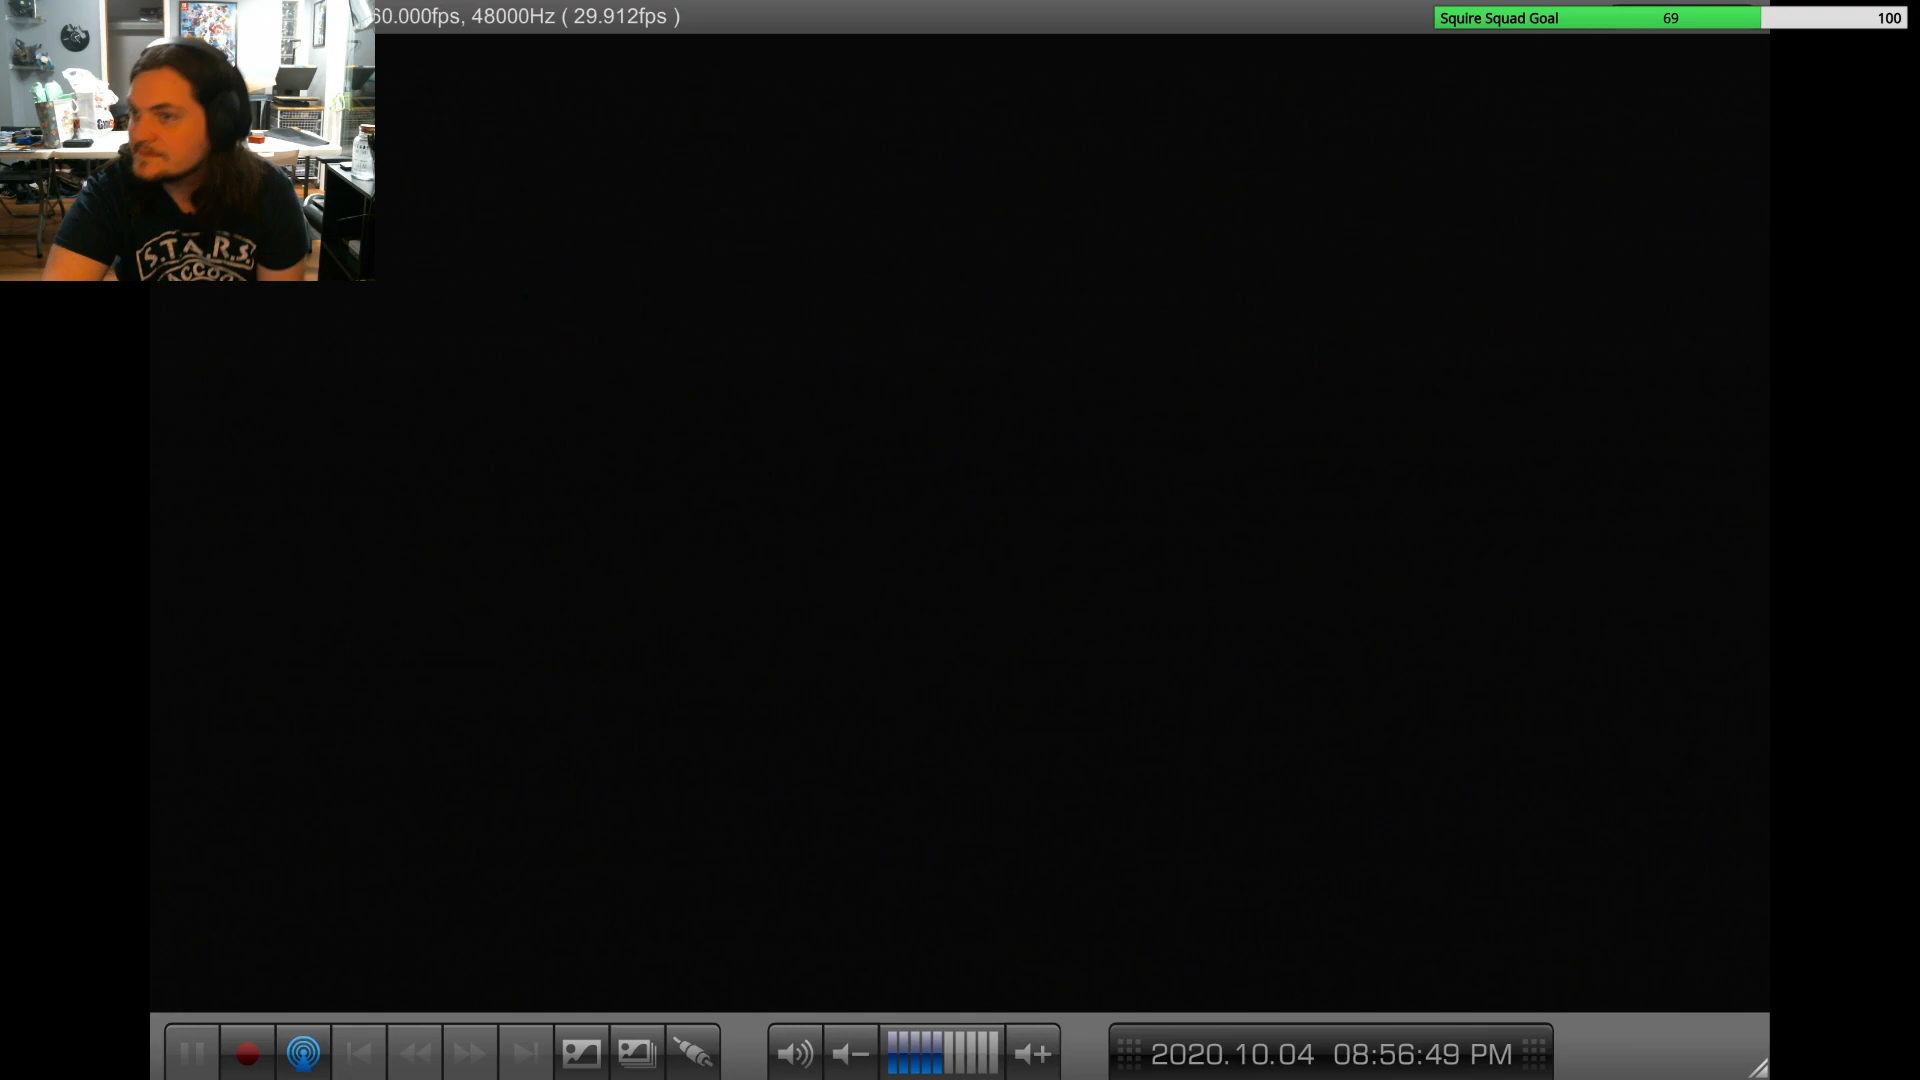 60.000fps, 48000Hz ( 29.912fps )
Squire Squad Goal 69 100
S.T.A.R.S.
2020.10.04 08:56:49 PM